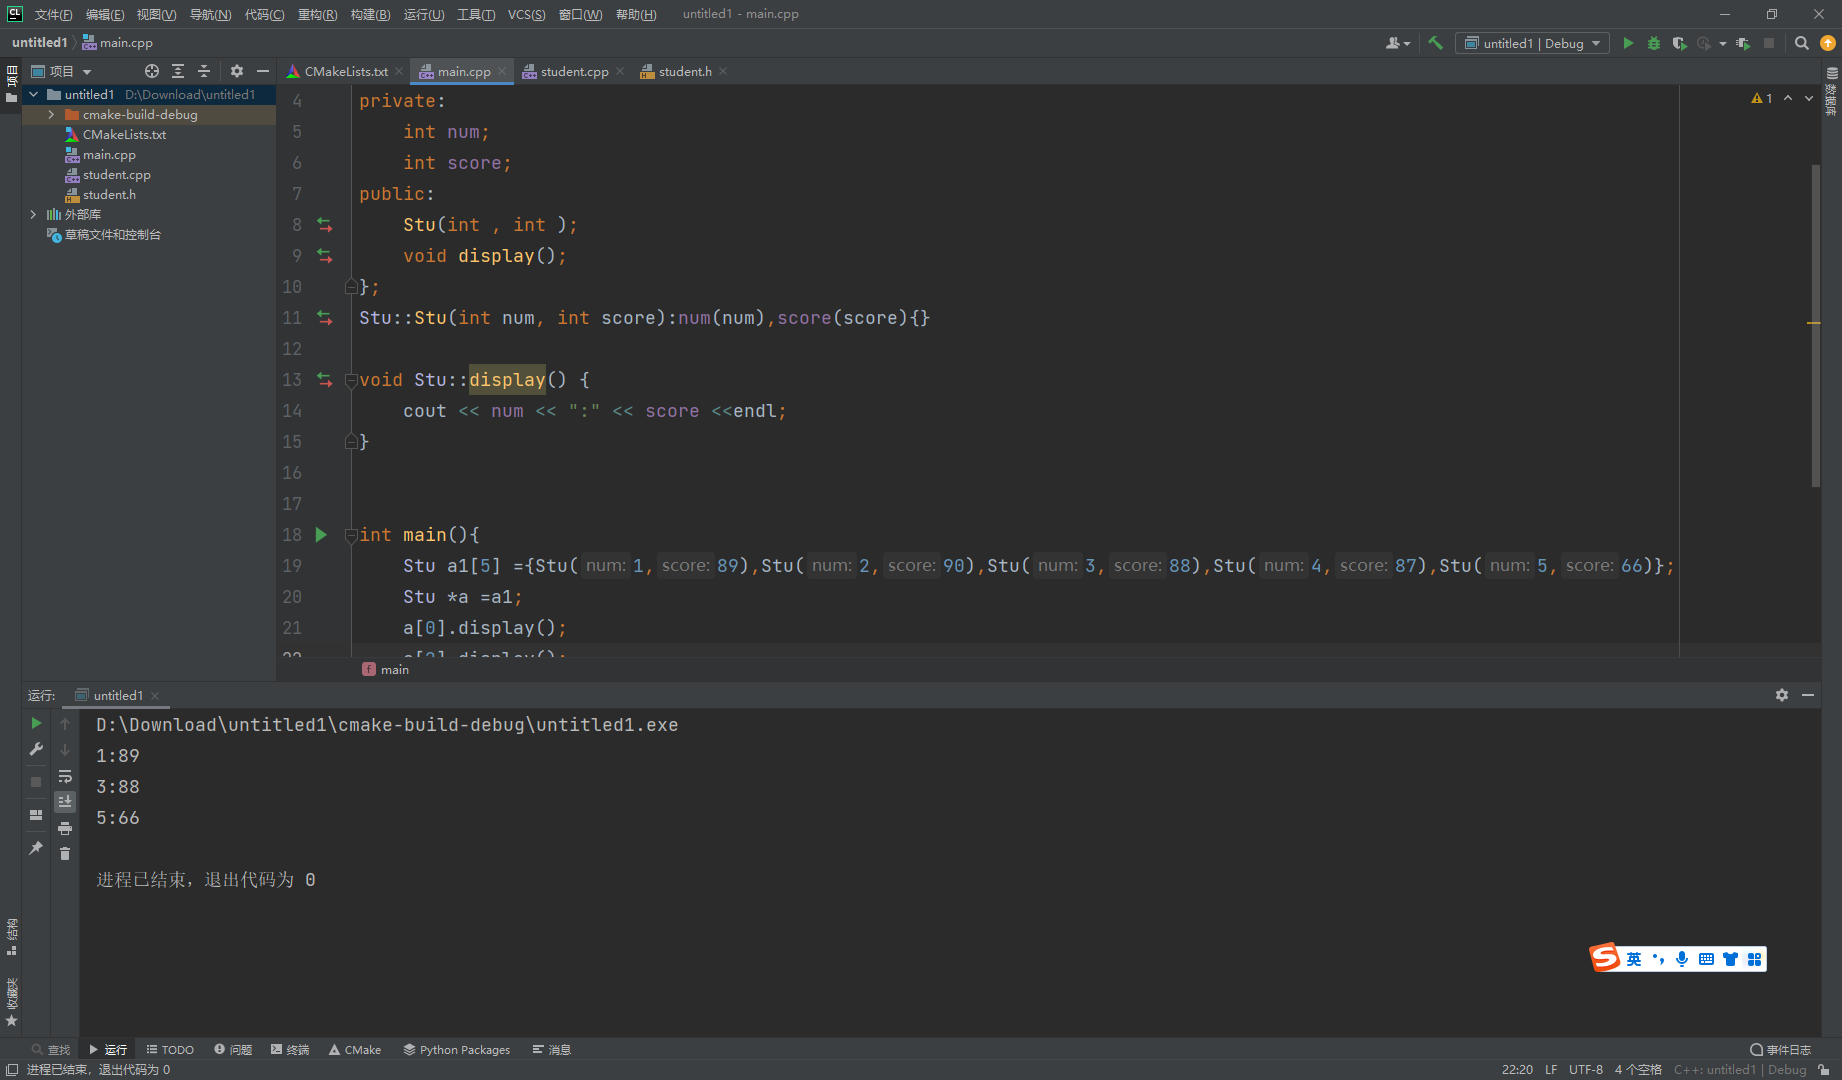 CL 文件(F) 编辑(E) 视图(V) 导航(N) 代码(C) 重构(R) 构建(B) 运行(U) 工具(T) VCS(S) 窗口(W) 帮助(H) untitled1 - main.cpp
untitled1 main.cpp untitled1 | Debug
项目 CMakeLists.txt main.cpp student.cpp student.h
项目
untitled1 D:\Download\untitled1
cmake-build-debug
CMakeLists.txt
main.cpp
student.cpp
student.h
外部库
草稿文件和控制台
1
数据库
4 private:
5 int num;
6 int score;
7 public:
8 Stu(int , int );
9 void display();
10 };
11 Stu::Stu(int num, int score):num(num),score(score){}
12
13 void Stu::display() {
14 cout << num << ":" << score <<endl;
15 }
16
17
18 int main(){
19 Stu a1[5] ={Stu( num: 1, score: 89),Stu( num: 2, score: 90),Stu( num: 3, score: 88),Stu( num: 4, score: 87),Stu( num: 5, score: 66)};
20 Stu *a =a1;
21 a[0].display();
22 a[2].display();
f main
运行: untitled1
D:\Download\untitled1\cmake-build-debug\untitled1.exe
1:89
3:88
5:66
进程已结束，退出代码为 0
结构
收藏夹
S 英
查找 运行 TODO 问题 终端 CMake Python Packages 消息 事件日志
进程已结束，退出代码为 0 22:20 LF UTF-8 4 个空格 C++: untitled1 | Debug